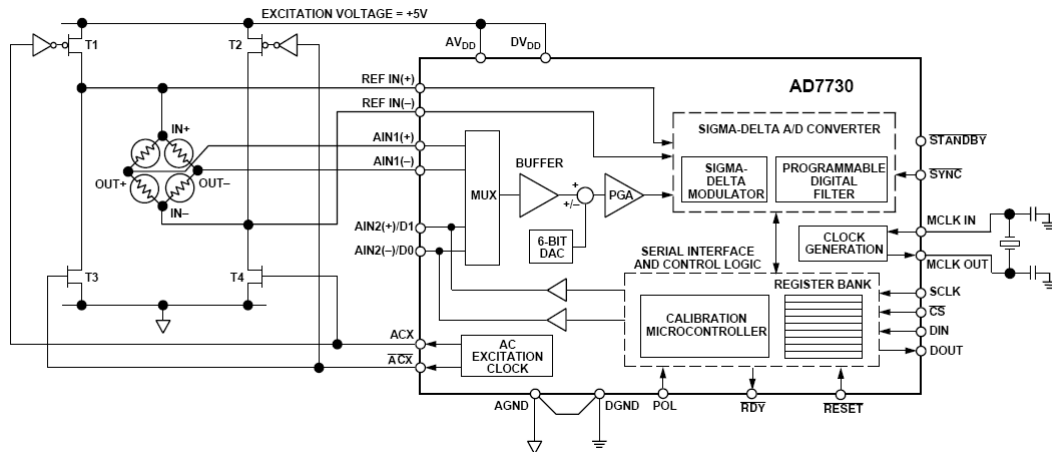 EXCITATION VOLTAGE = +5V
T1
T2
AVDD
DVDD
AD7730
REF IN(+)
REF IN(–)
AIN1(+)
AIN1(–)
IN+
OUT+
OUT–
IN–
AIN2(+)/D1
AIN2(–)/D0
T3
T4
ACX
ACX
MUX
BUFFER
+
+/–
PGA
6-BIT
DAC
SIGMA-DELTA A/D CONVERTER
SIGMA-
DELTA
MODULATOR
PROGRAMMABLE
DIGITAL
FILTER
STANDBY
SYNC
MCLK IN
CLOCK
GENERATION
MCLK OUT
SERIAL INTERFACE
AND CONTROL LOGIC
REGISTER BANK
CALIBRATION
MICROCONTROLLER
SCLK
CS
DIN
DOUT
AC
EXCITATION
CLOCK
AGND
DGND
POL
RDY
RESET